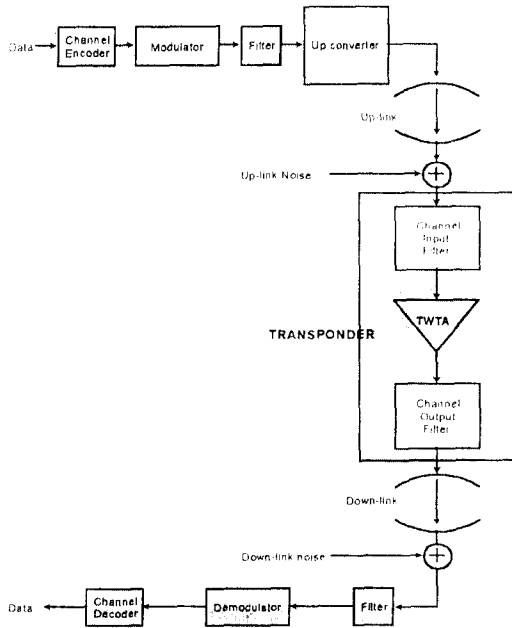 Data
Channel
Encoder
Modulator
Filter
Up converter
Up-link
Up-link Noise
Channel
Input
Filter
TWTA
TRANSPONDER
Channel
Output
Filter
Down-link
Down-link noise
Data
Channel
Decoder
Demodulator
Filter